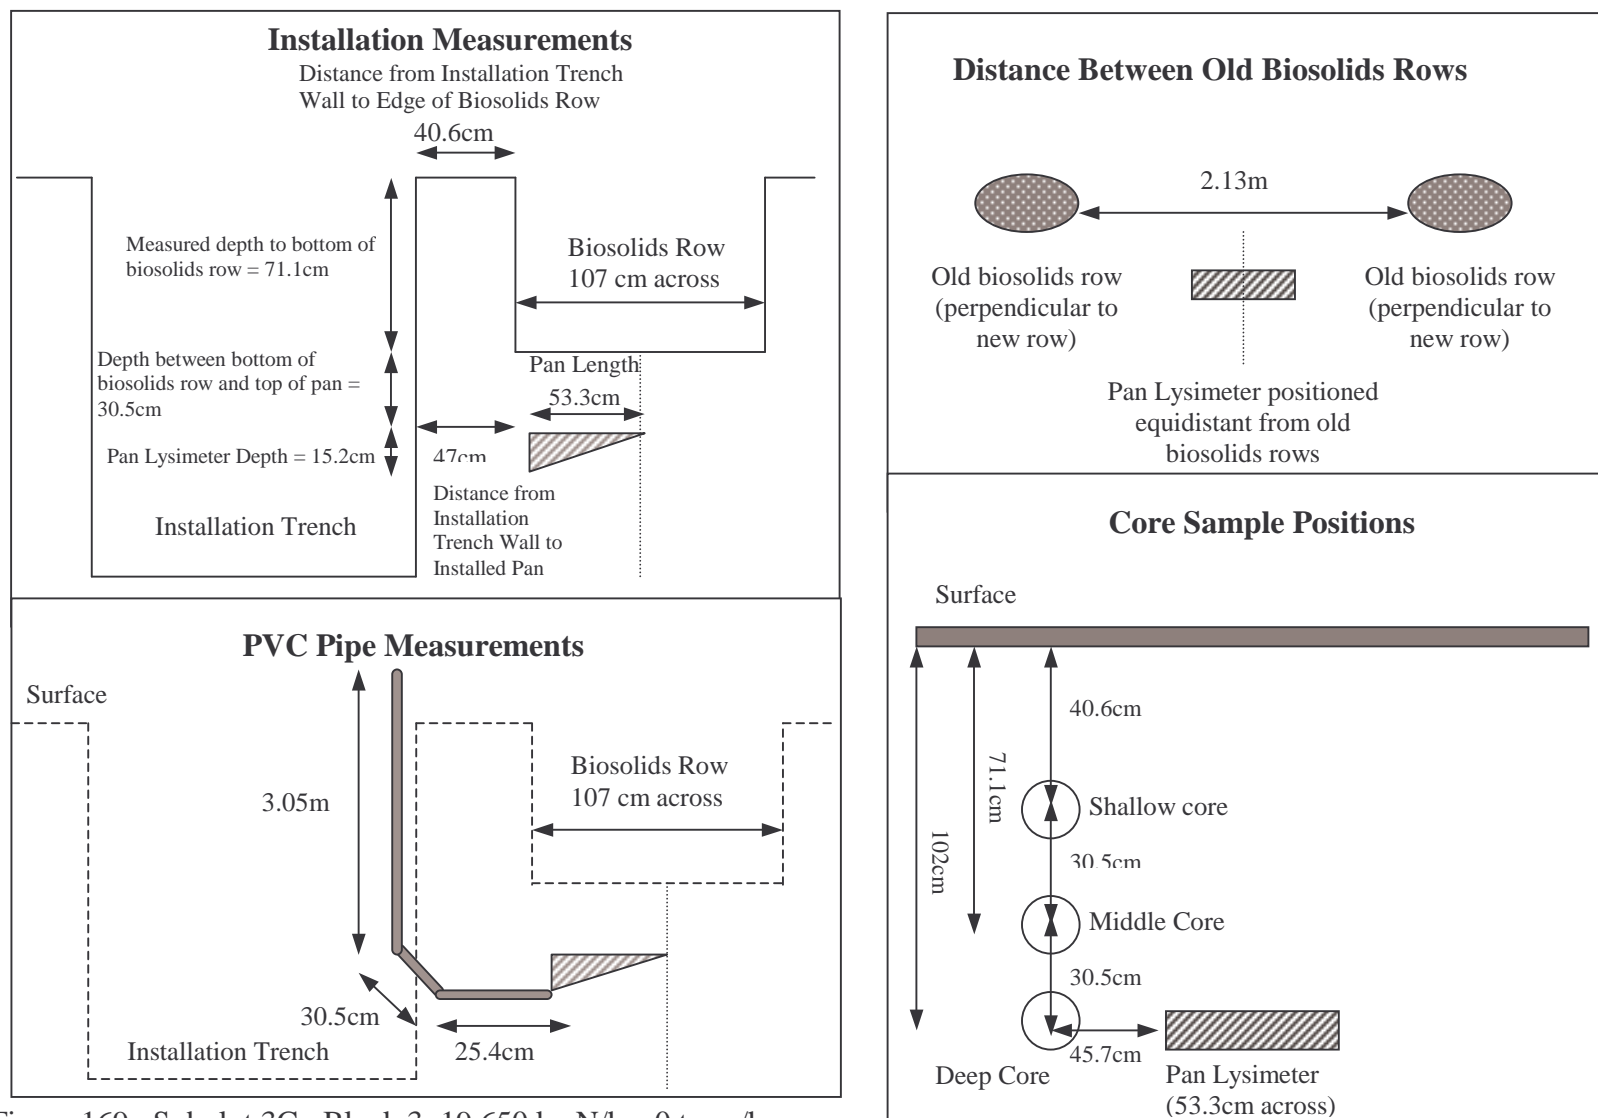 Installation Measurements
Distance from Installation Trench
Wall to Edge of Biosolids Row
40.6cm
Measured depth to bottom of
biosolids row = 71.1cm
Biosolids Row
107 cm across
Depth between bottom of
biosolids row and top of pan =
30.5cm
Pan Length
53.3cm
Pan Lysimeter Depth = 15.2cm
47cm
Distance from
Installation
Trench Wall to
Installed Pan
Installation Trench
PVC Pipe Measurements
Surface
Biosolids Row
107 cm across
3.05m
30.5cm
Installation Trench
25.4cm
Distance Between Old Biosolids Rows
2.13m
Old biosolids row
(perpendicular to
new row)
Old biosolids row
(perpendicular to
new row)
Pan Lysimeter positioned
equidistant from old
biosolids rows
Core Sample Positions
Surface
40.6cm
71.1cm
Shallow core
102cm
30.5cm
Middle Core
30.5cm
45.7cm
Deep Core
Pan Lysimeter
(53.3cm across)